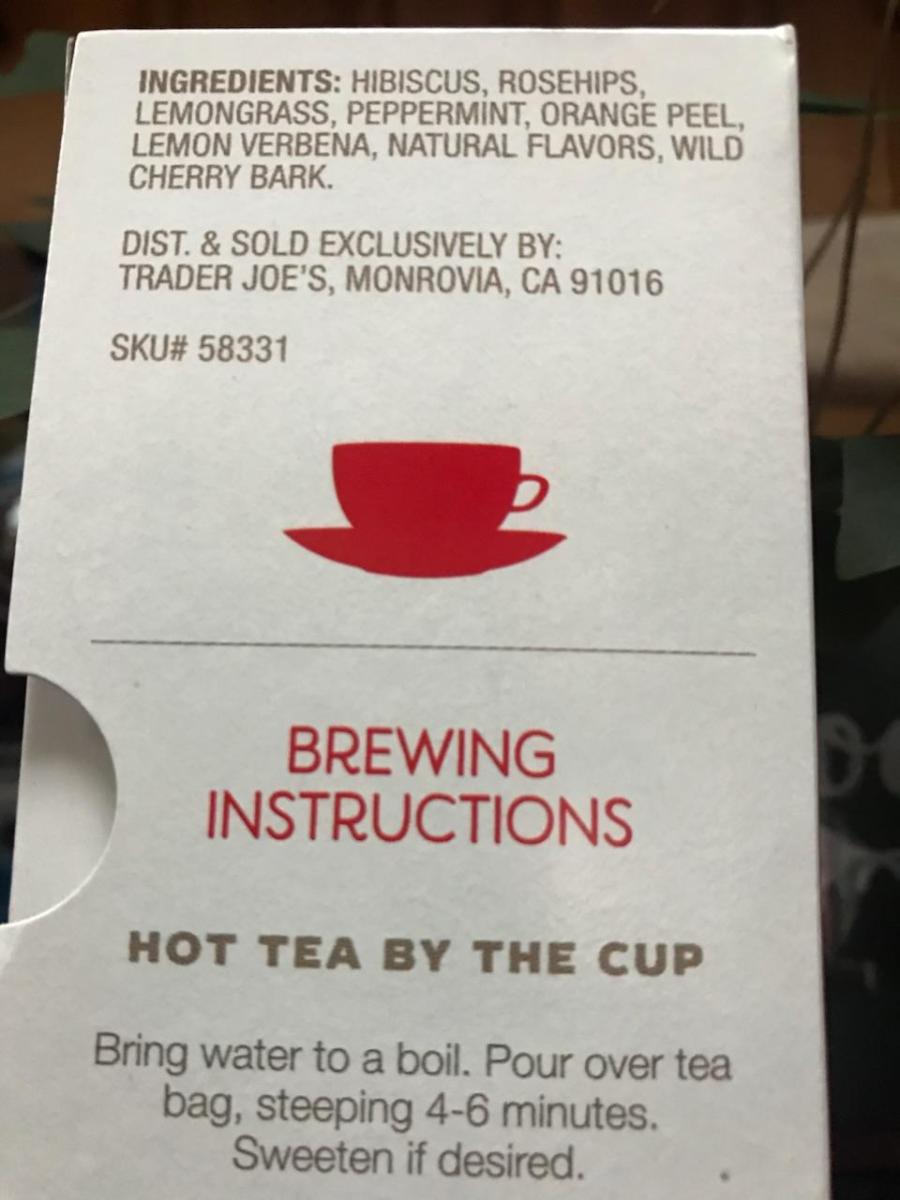 INGREDIENTS: HIBISCUS, ROSEHIPS,
LEMONGRASS, PEPPERMINT, ORANGE PEEL,
LEMON VERBENA, NATURAL FLAVORS, WILD
CHERRY BARK.
DIST. & SOLD EXCLUSIVELY BY:
TRADER JOE'S, MONROVIA, CA 91016
SKU# 58331
BREWING
INSTRUCTIONS
HOT TEA BY THE CUP
Bring water to a boil. Pour over tea
bag, steeping 4-6 minutes.
Sweeten if desired.